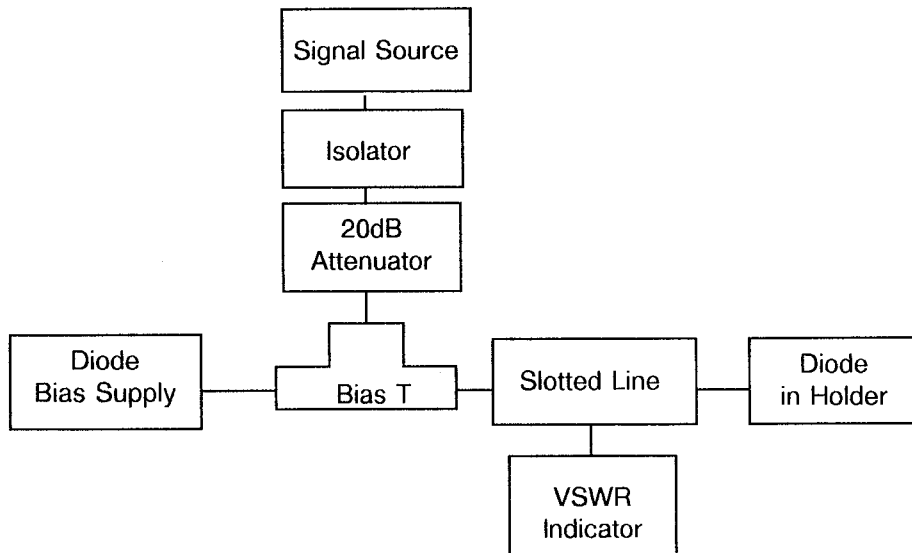 Signal Source
Isolator
20dB
Attenuator
Diode
Bias Supply
Bias T
Slotted Line
Diode
in Holder
VSWR
Indicator